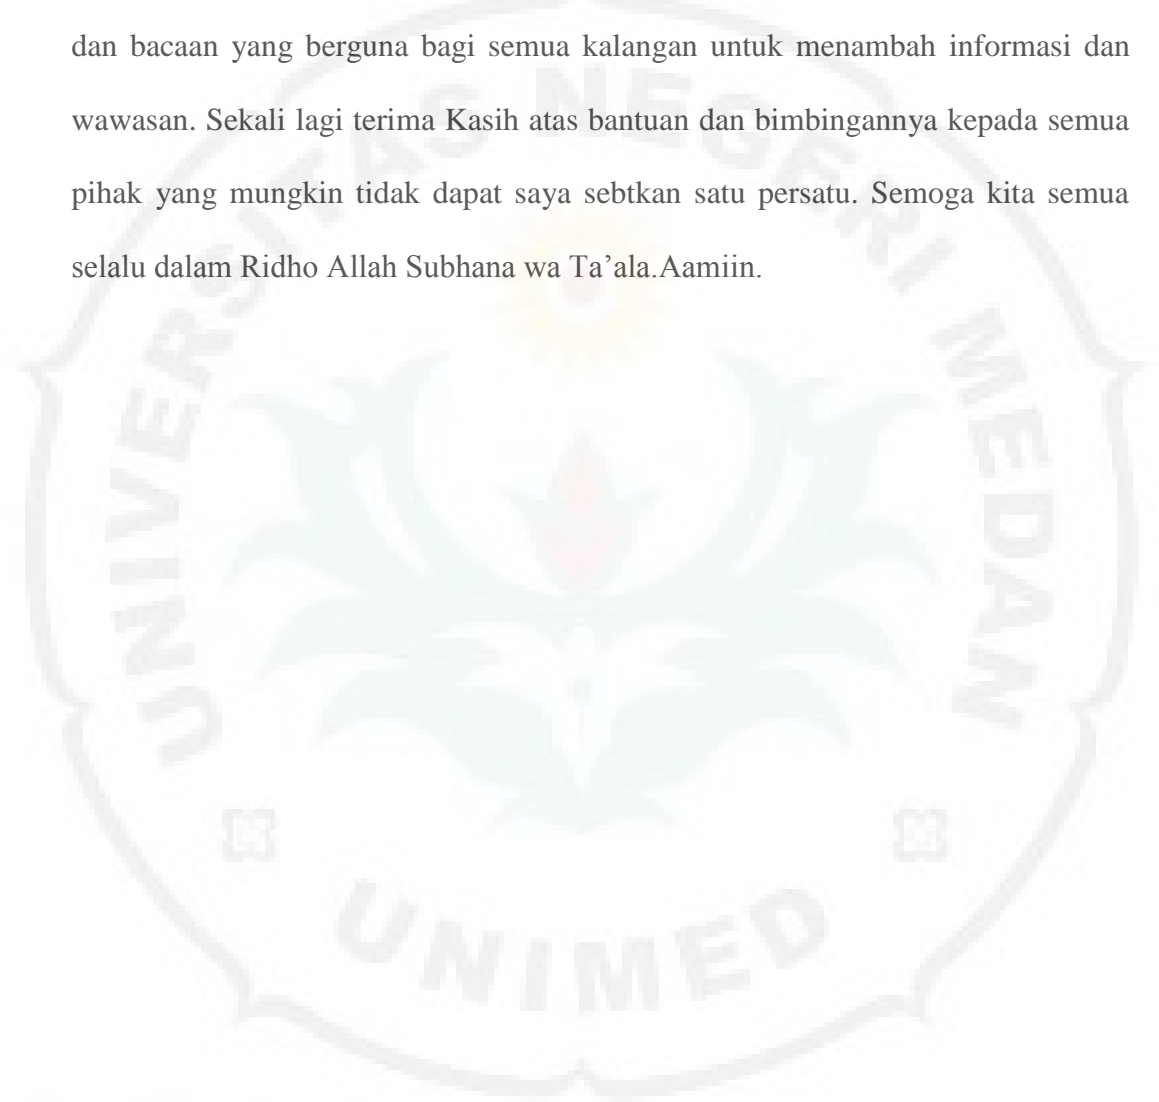 dan bacaan yang berguna bagi semua kalangan untuk menambah informasi dan
wawasan. Sekali lagi terima Kasih atas bantuan dan bimbingannya kepada semua
pihak yang mungkin tidak dapat saya sebtkan satu persatu. Semoga kita semua
selalu dalam Ridho Allah Subhana wa Ta’ala.Aamiin.
UNIVERSITAS NEGERI MEDAN
UNIMED